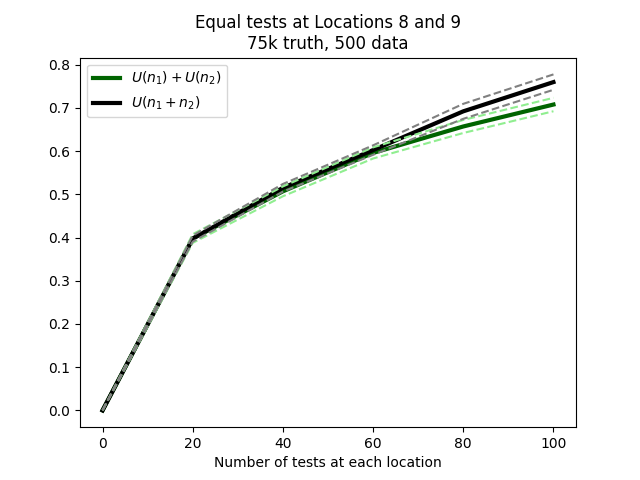 Equal tests at Locations 8 and 9
75k truth, 500 data
U(n₁) + U(n₂)
U(n₁ + n₂)
0.8
0.7
0.6
0.5
0.4
0.3
0.2
0.1
0.0
0 20 40 60 80 100
Number of tests at each location